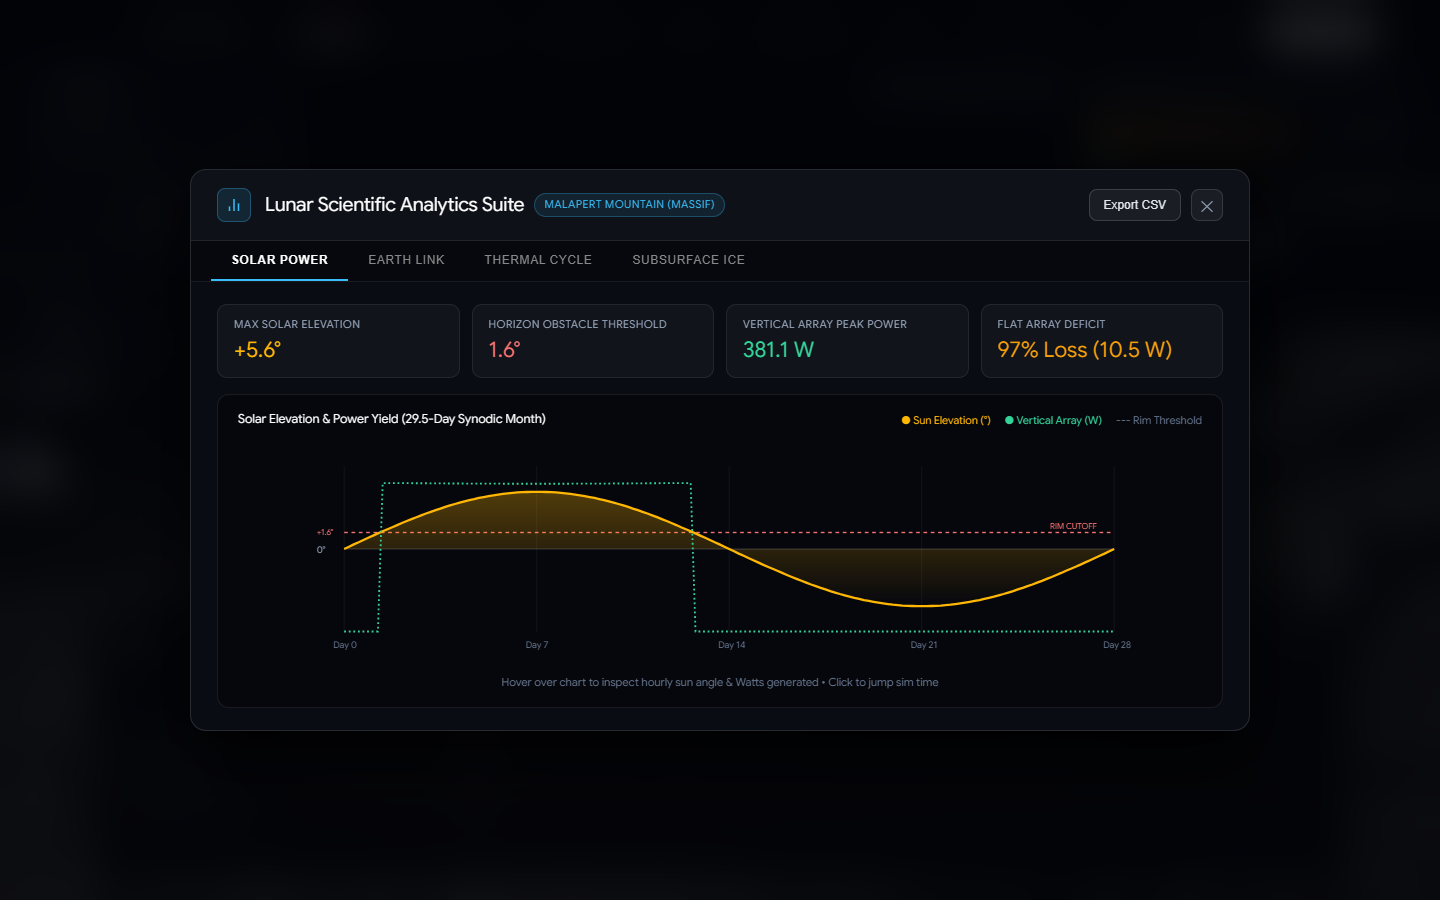 Lunar Scientific Analytics Suite
MALAPERT MOUNTAIN (MASSIF)
Export CSV
SOLAR POWER
EARTH LINK
THERMAL CYCLE
SUBSURFACE ICE
MAX SOLAR ELEVATION
+5.6°
HORIZON OBSTACLE THRESHOLD
1.6°
VERTICAL ARRAY PEAK POWER
381.1 W
FLAT ARRAY DEFICIT
97% Loss (10.5 W)
Solar Elevation & Power Yield (29.5-Day Synodic Month)
Sun Elevation (°)
Vertical Array (W)
--- Rim Threshold
RIM CUTOFF
+1.6°
0°
Day 0
Day 7
Day 14
Day 21
Day 28
Hover over chart to inspect hourly sun angle & Watts generated • Click to jump sim time